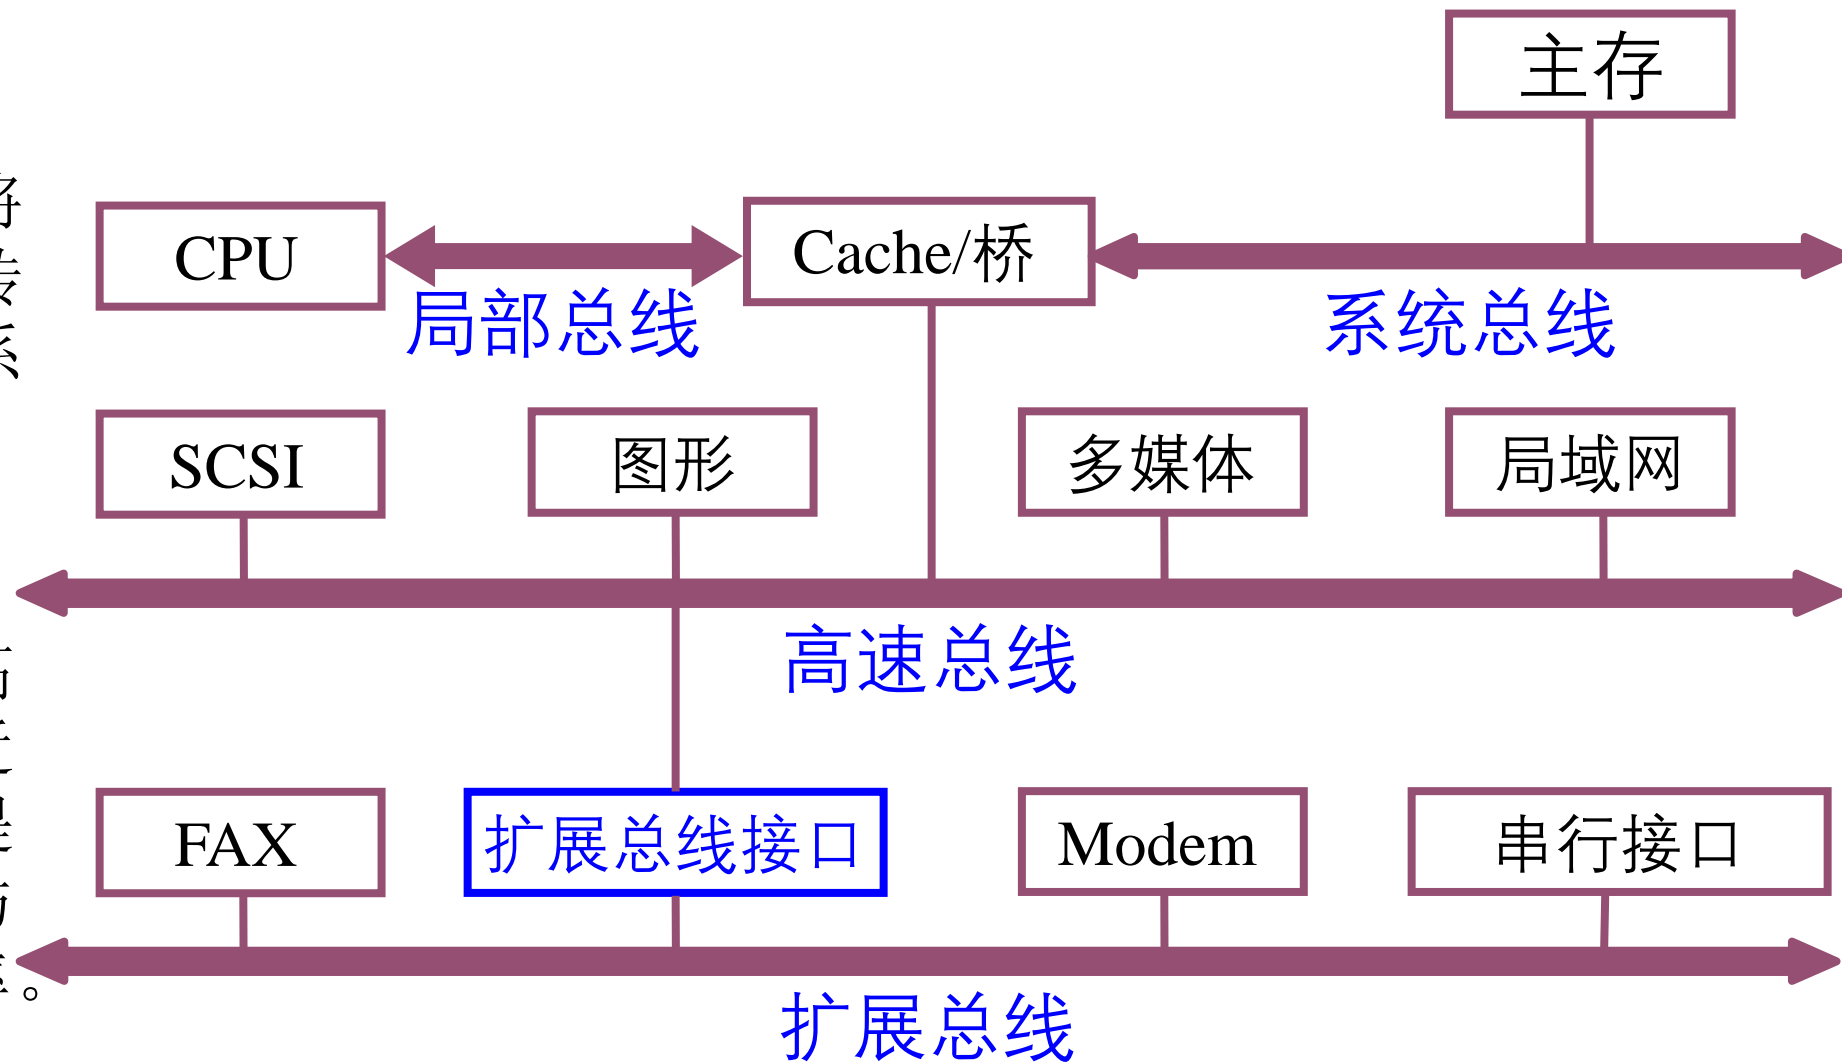 主存
CPU
Cache/桥
局部总线
系统总线
SCSI
图形
多媒体
局域网
高速总线
FAX
扩展总线接口
Modem
串行接口
扩展总线